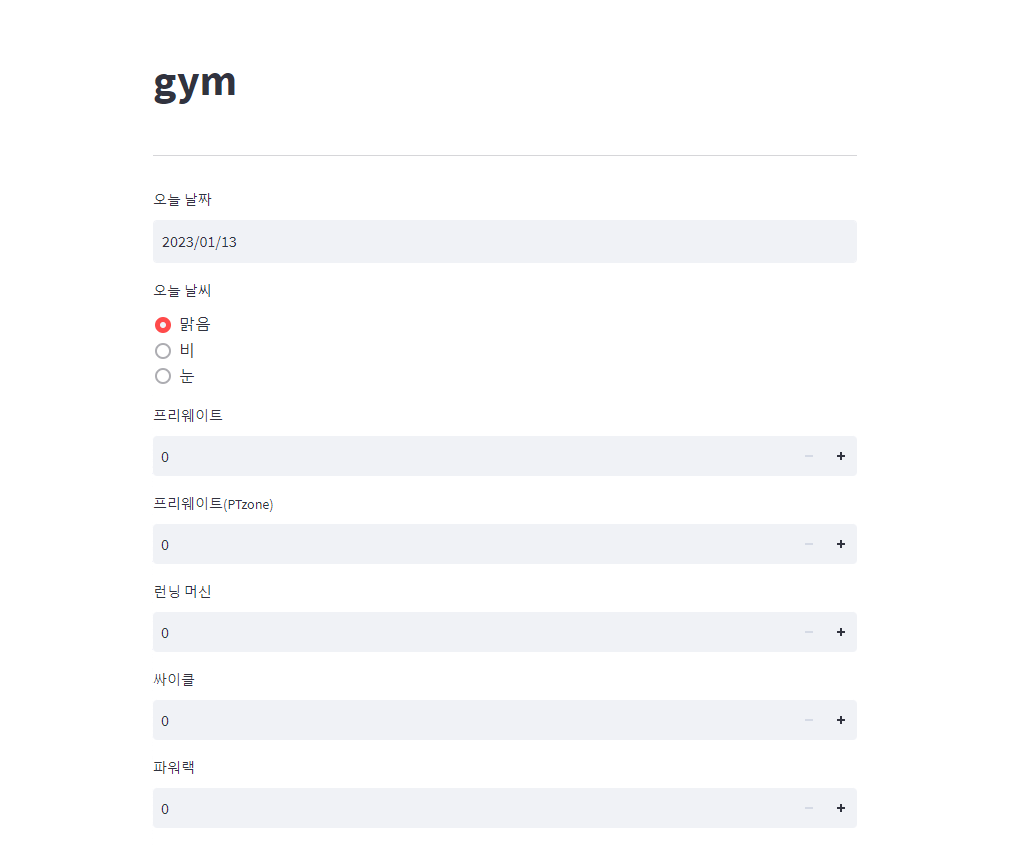 gym
오늘 날짜
2023/01/13
오늘 날씨
맑음
비
눈
프리웨이트
0
프리웨이트(PTzone)
0
런닝 머신
0
싸이클
0
파워랙
0